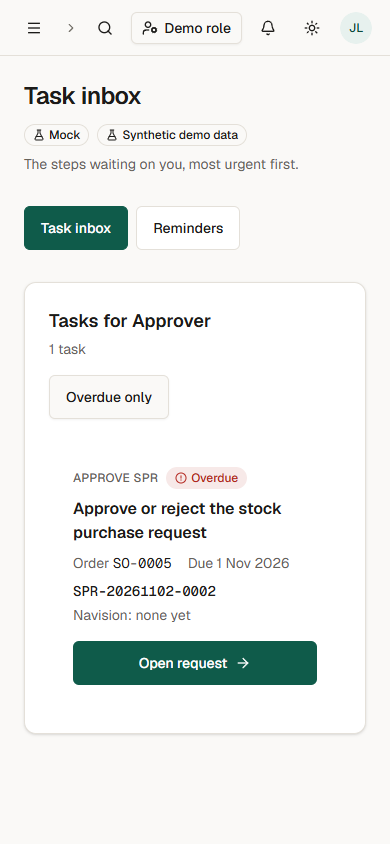 Demo role
JL
Task inbox
Mock
Synthetic demo data
The steps waiting on you, most urgent first.
Task inbox
Reminders
Tasks for Approver
1 task
Overdue only
APPROVE SPR
Overdue
Approve or reject the stock
purchase request
Order SO-0005
Due 1 Nov 2026
SPR-20261102-0002
Navision: none yet
Open request